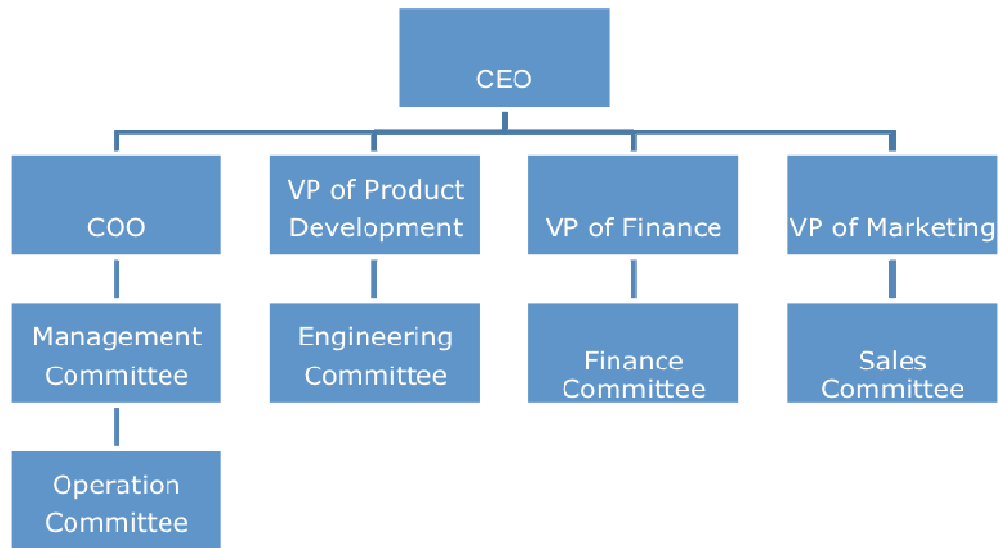 CEO
COO
VP of Product
Development
VP of Finance
VP of Marketing
Management
Committee
Engineering
Committee
Finance
Committee
Sales
Committee
Operation
Committee